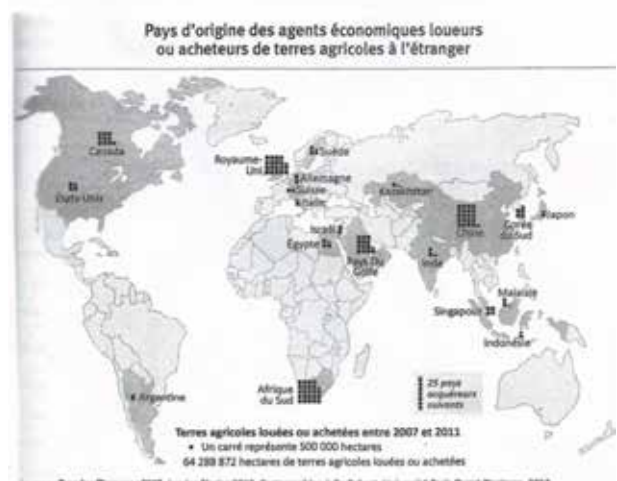 Pays d'origine des agents économiques loueurs
ou acheteurs de terres agricoles à l'étranger
Canada
États-Unis
Royaume-
Uni
Suède
Allemagne
Suisse
Italie
Kazakhstan
Israël
Égypte
Pays Du
Golfe
Inde
Chine
Corée
du Sud
Japon
Malaisie
Singapour
Indonésie
Argentine
Afrique
du Sud
25 pays
acquéreurs
suivants
Terres agricoles louées ou achetées entre 2007 et 2011
Un carré représente 500 000 hectares
64 288 872 hectares de terres agricoles louées ou achetées